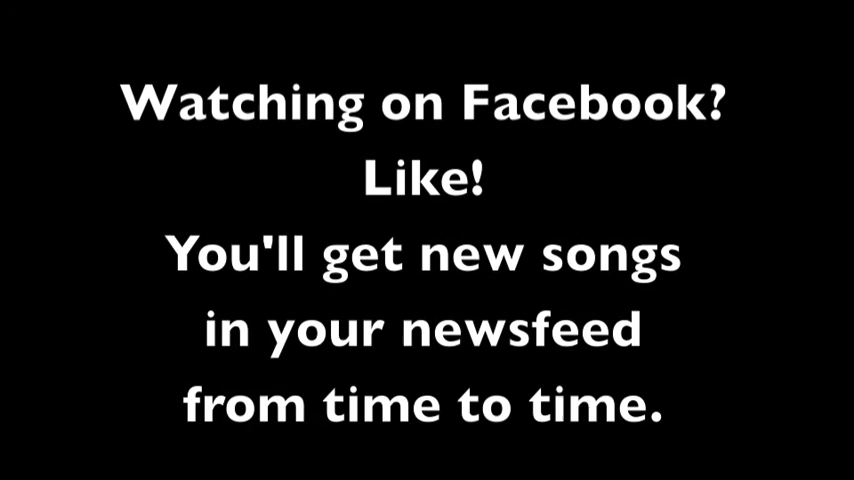 Watching on Facebook?
Like!
You'll get new songs
in your newsfeed
from time to time.